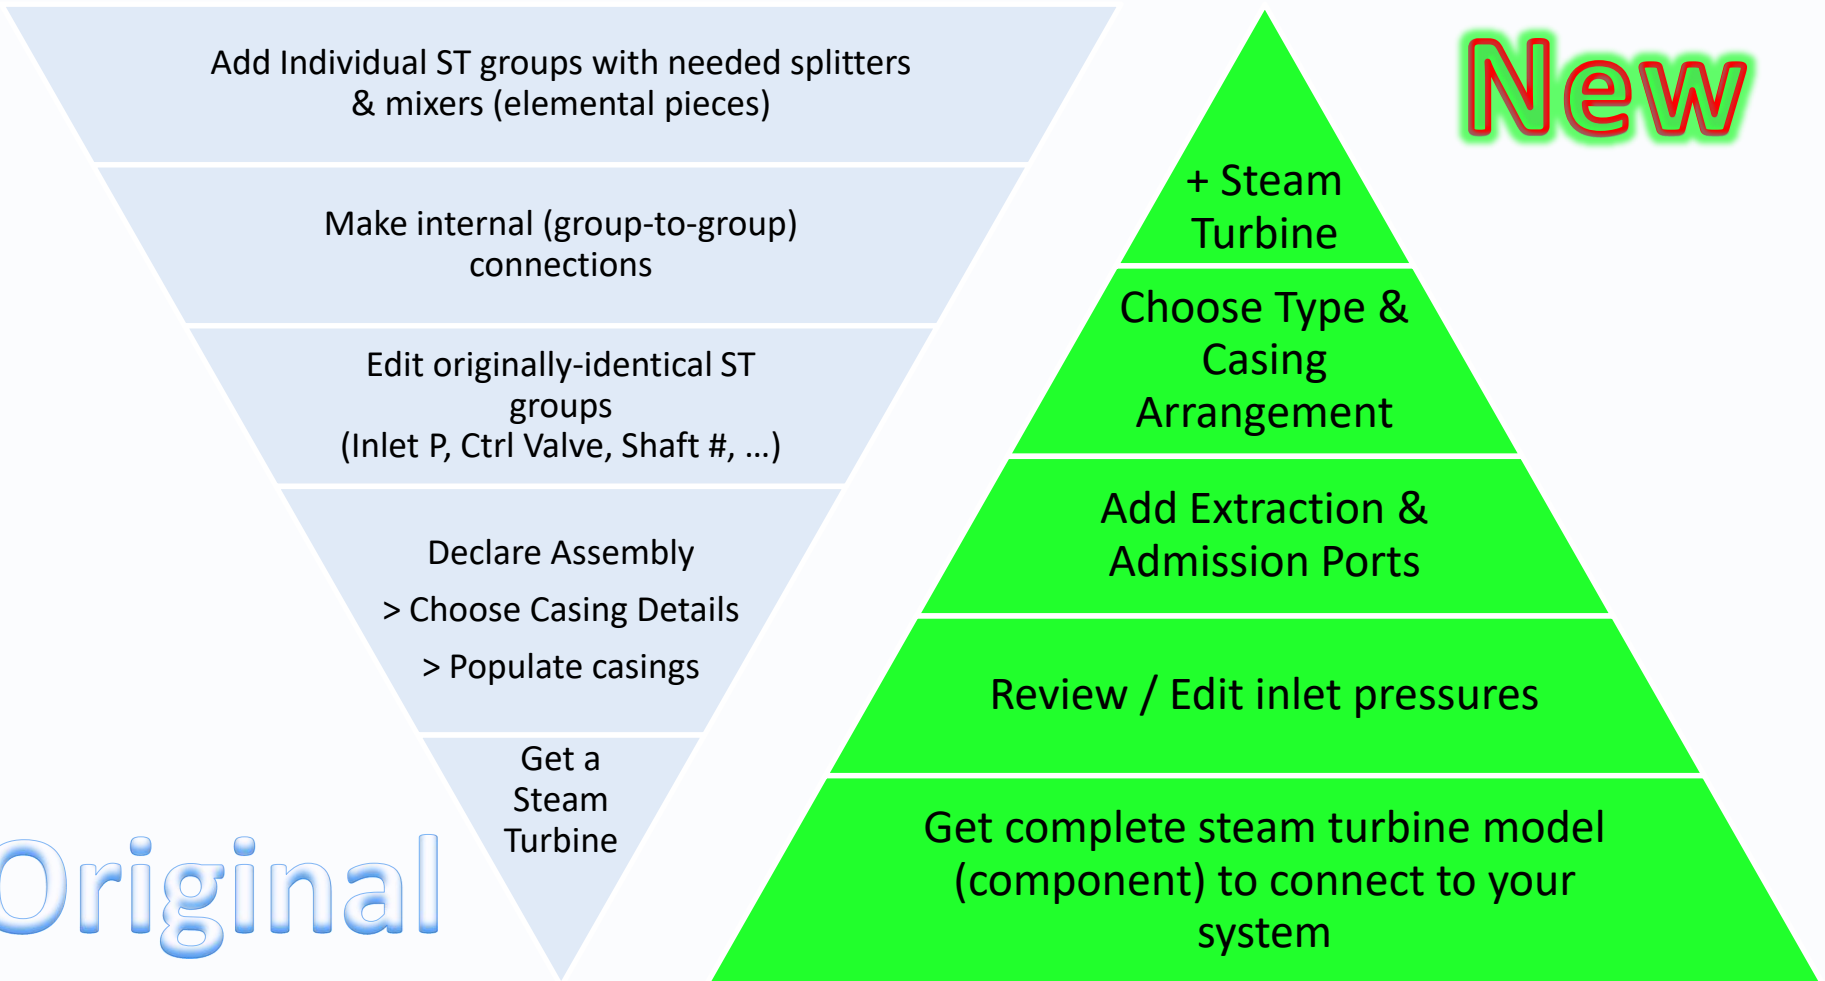 Add Individual ST groups with needed splitters
& mixers (elemental pieces)
Make internal (group-to-group)
connections
Edit originally-identical ST
groups
(Inlet P, Ctrl Valve, Shaft #, ...)
Declare Assembly
> Choose Casing Details
> Populate casings
Get a
Steam
Turbine
Original
New
+ Steam
Turbine
Choose Type &
Casing
Arrangement
Add Extraction &
Admission Ports
Review / Edit inlet pressures
Get complete steam turbine model
(component) to connect to your
system